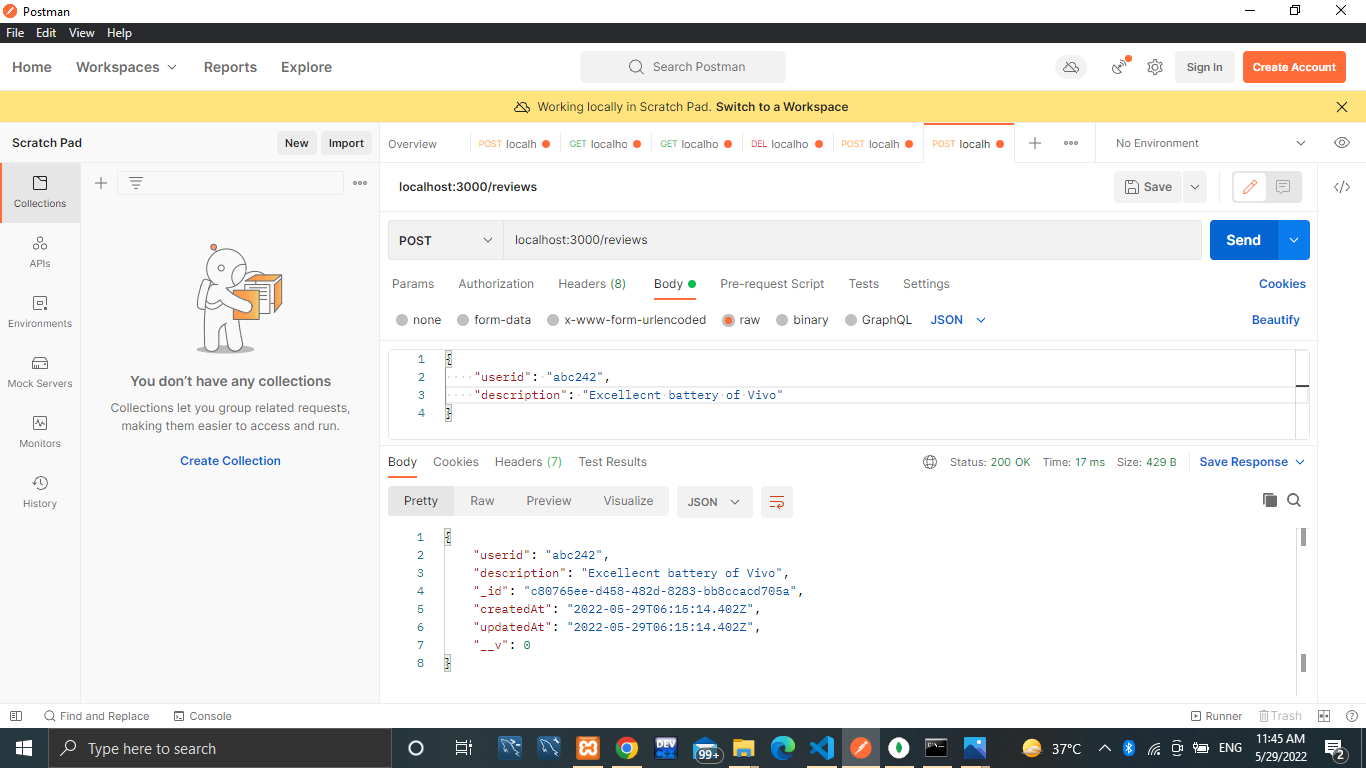 Postman
File Edit View Help
Home Workspaces Reports Explore Search Postman Sign In Create Account
Working locally in Scratch Pad. Switch to a Workspace
Scratch Pad New Import Overview POST localh GET localho GET localho DEL localho POST localh POST localh No Environment
Collections
APIs
Environments
Mock Servers
Monitors
History
You don't have any collections
Collections let you group related requests,
making them easier to access and run.
Create Collection
localhost:3000/reviews Save
POST localhost:3000/reviews Send
Params Authorization Headers (8) Body Pre-request Script Tests Settings Cookies
none form-data x-www-form-urlencoded raw binary GraphQL JSON Beautify
1 {
2 "userid": "abc242",
3 "description": "Excellecnt battery of Vivo"
4 }
Body Cookies Headers (7) Test Results Status: 200 OK Time: 17 ms Size: 429 B Save Response
Pretty Raw Preview Visualize JSON
1 {
2 "userid": "abc242",
3 "description": "Excellecnt battery of Vivo",
4 "_id": "c80765ee-d458-482d-8283-bb8ccacd705a",
5 "createdAt": "2022-05-29T06:15:14.402Z",
6 "updatedAt": "2022-05-29T06:15:14.402Z",
7 "__v": 0
8 }
Find and Replace Console Runner Trash
Type here to search DEV 99+ 37°C ENG 11:45 AM
5/29/2022 2